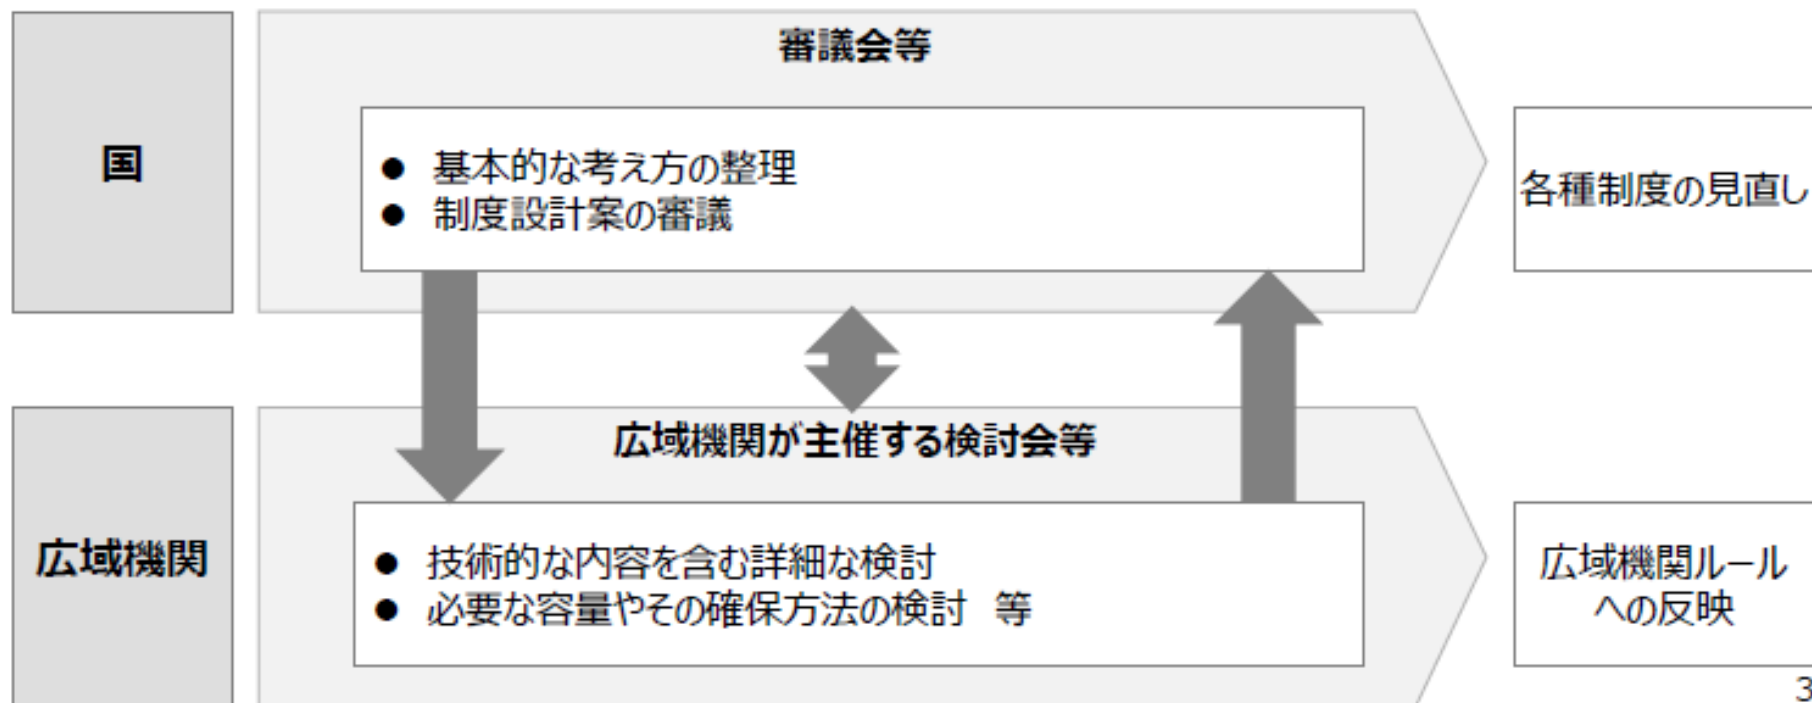 審議会等
国
● 基本的な考え方の整理
● 制度設計案の審議
各種制度の見直し
広域機関が主催する検討会等
広域機関
● 技術的な内容を含む詳細な検討
● 必要な容量やその確保方法の検討 等
広域機関ルール
への反映
3